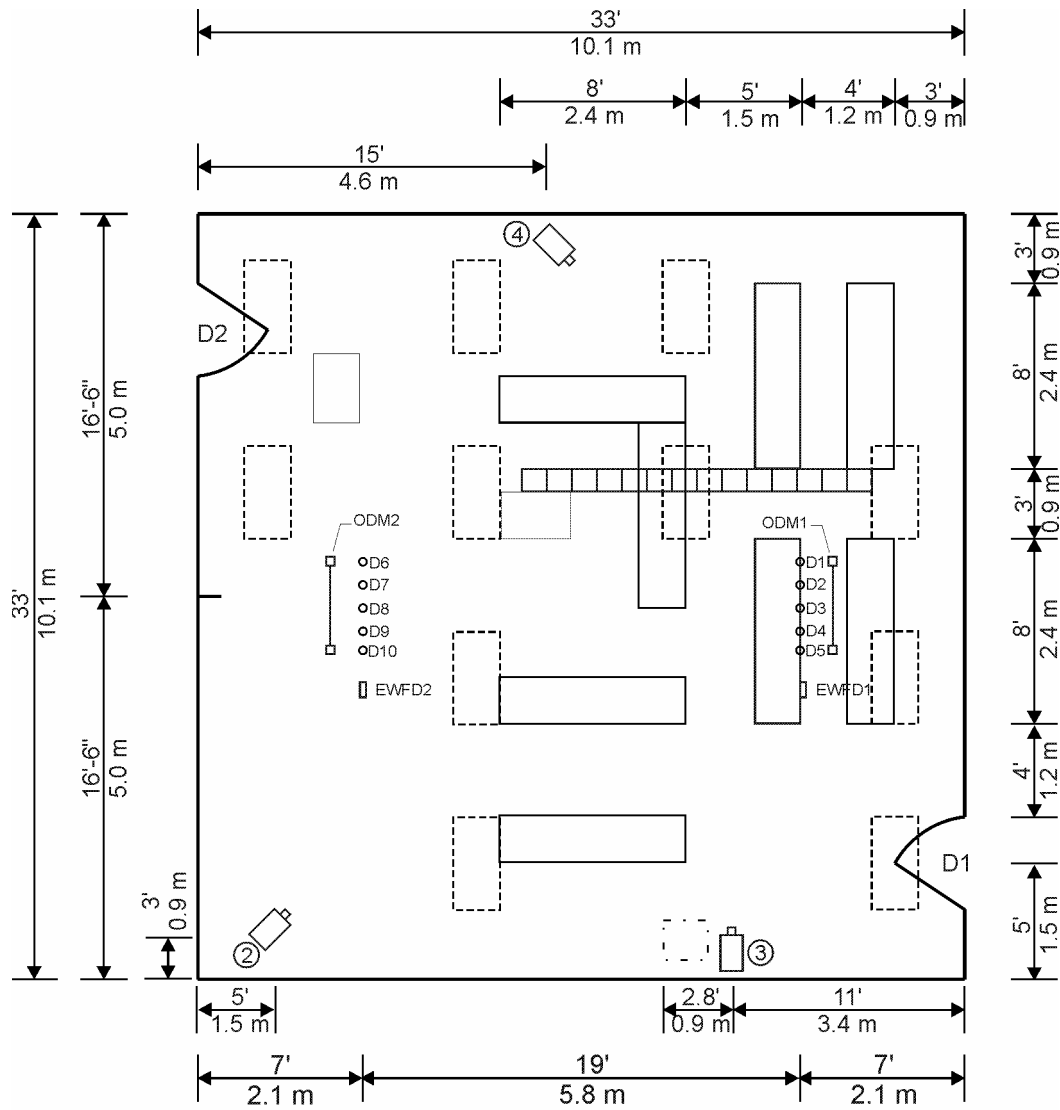 33'
10.1 m
8'
2.4 m
5'
1.5 m
4'
1.2 m
3'
0.9 m
15'
4.6 m
4
D2
3'
0.9 m
8'
2.4 m
3'
0.9 m
8'
2.4 m
4'
1.2 m
5'
1.5 m
33'
10.1 m
16'-6"
5.0 m
16'-6"
5.0 m
3'
0.9 m
ODM2
ODM1
D6
D7
D8
D9
D10
EWFD2
D1
D2
D3
D4
D5
EWFD1
D1
2
3
5'
1.5 m
2.8'
0.9 m
11'
3.4 m
7'
2.1 m
19'
5.8 m
7'
2.1 m